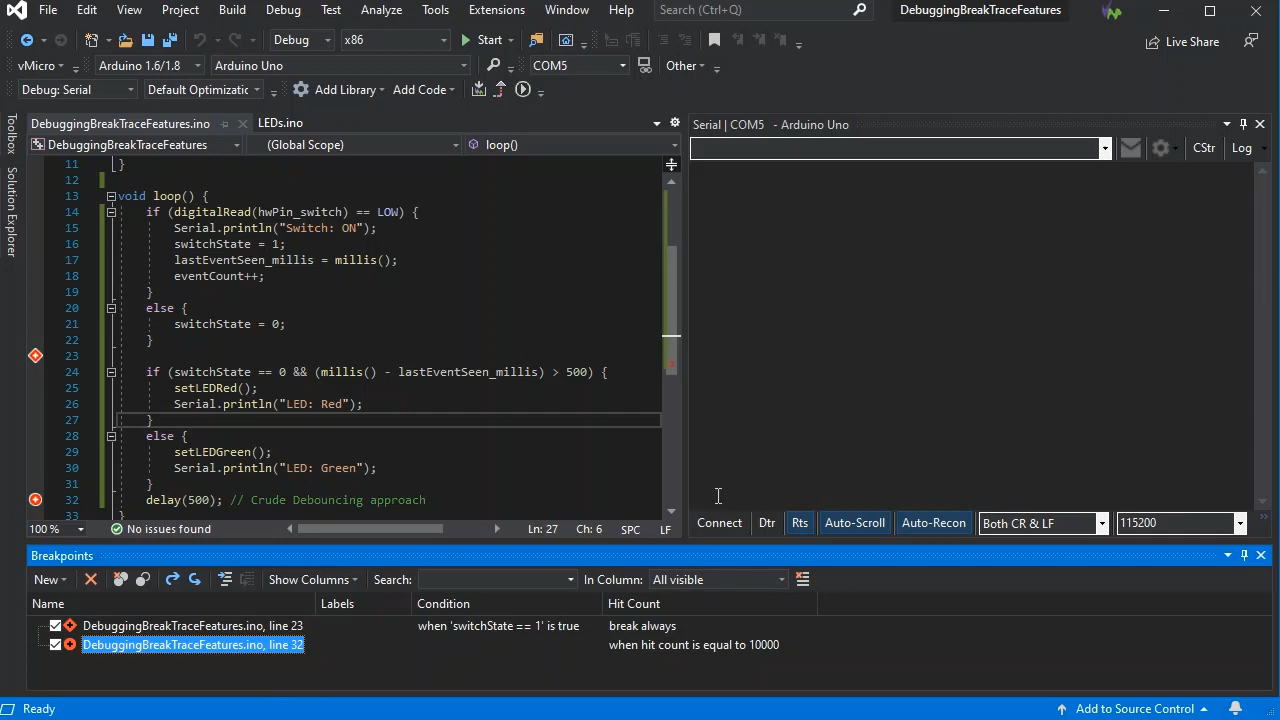 File Edit View Project Build Debug Test Analyze Tools Extensions Window Help Search (Ctrl+Q) DebuggingBreakTraceFeatures
Debug x86 Start Live Share
vMicro Arduino 1.6/1.8 Arduino Uno COM5 Other
Debug: Serial Default Optimizatic Add Library Add Code
Toolbox
Solution Explorer
DebuggingBreakTraceFeatures.ino LEDs.ino
DebuggingBreakTraceFeatures (Global Scope) loop()
11 }
12
13 void loop() {
14 if (digitalRead(hwPin_switch) == LOW) {
15 Serial.println("Switch: ON");
16 switchState = 1;
17 lastEventSeen_millis = millis();
18 eventCount++;
19 }
20 else {
21 switchState = 0;
22 }
23
24 if (switchState == 0 && (millis() - lastEventSeen_millis) > 500) {
25 setLEDRed();
26 Serial.println("LED: Red");
27 }
28 else {
29 setLEDGreen();
30 Serial.println("LED: Green");
31 }
32 delay(500); // Crude Debouncing approach
33 }
100 % No issues found Ln: 27 Ch: 6 SPC LF
Serial | COM5 - Arduino Uno
CStr Log
Connect Dtr Rts Auto-Scroll Auto-Recon Both CR & LF 115200
Breakpoints
New Show Columns Search: In Column: All visible
Name Labels Condition Hit Count
DebuggingBreakTraceFeatures.ino, line 23 when 'switchState == 1' is true break always
DebuggingBreakTraceFeatures.ino, line 32 when hit count is equal to 10000
Ready Add to Source Control